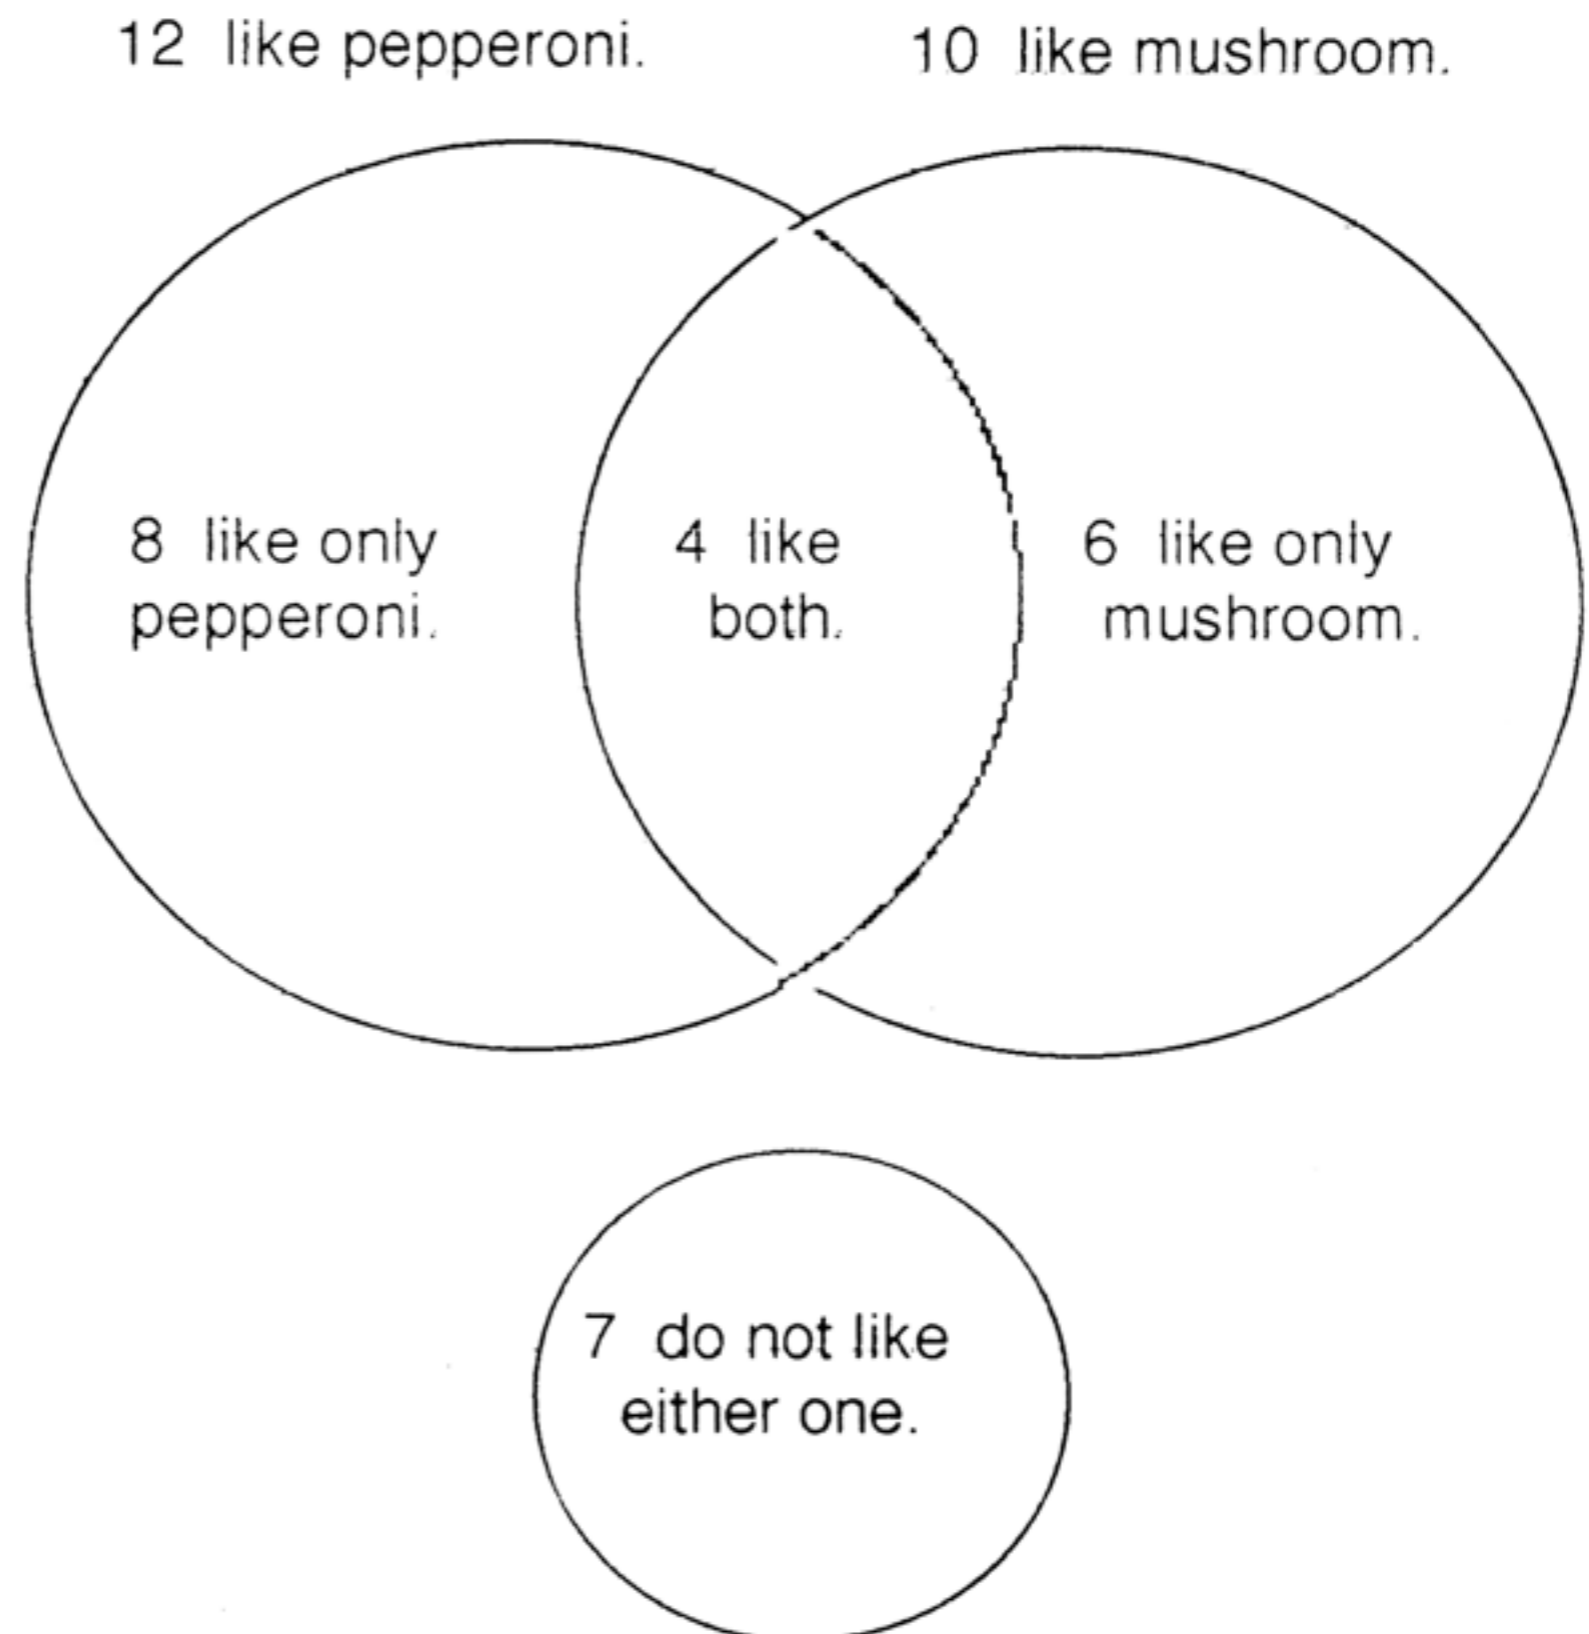 12 like pepperoni.
10 like mushroom.
8 like only
pepperoni.
4 like
both.
6 like only
mushroom.
7 do not like
either one.